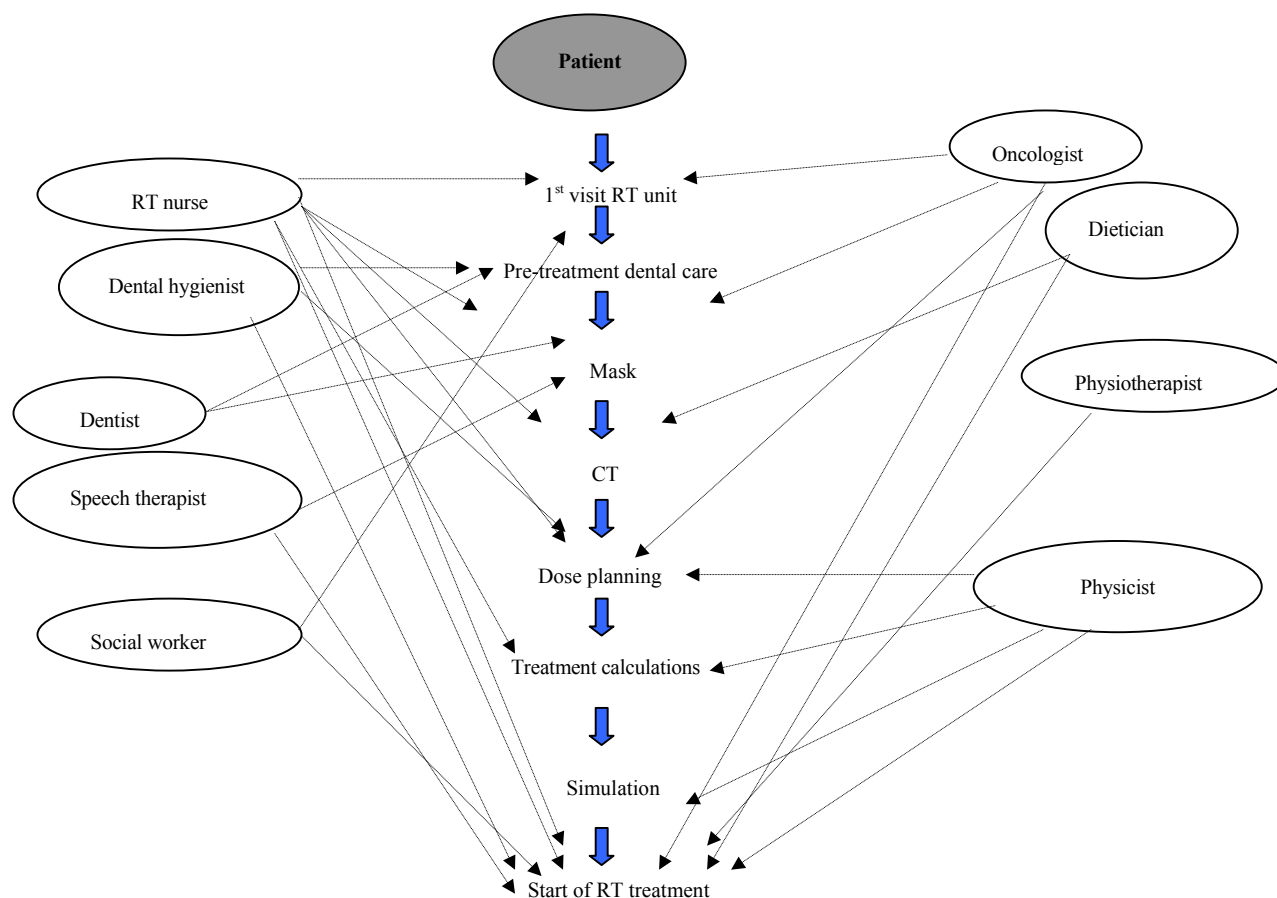 Patient
Oncologist
RT nurse
1st visit RT unit
Dietician
Dental hygienist
Pre-treatment dental care
Mask
Physiotherapist
Dentist
CT
Speech therapist
Dose planning
Physicist
Social worker
Treatment calculations
Simulation
Start of RT treatment